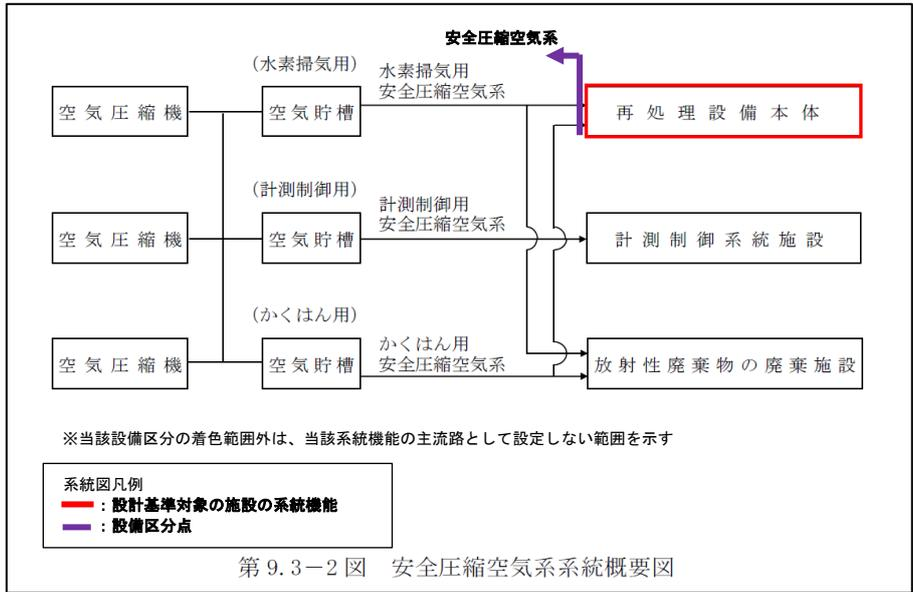 安全圧縮空気系
(水素掃気用)
水素掃気用
安全圧縮空気系
空気圧縮機
空気貯槽
再処理設備本体
(計測制御用)
計測制御用
安全圧縮空気系
空気圧縮機
空気貯槽
計測制御系統施設
(かくはん用)
かくはん用
安全圧縮空気系
空気圧縮機
空気貯槽
放射性廃棄物の廃棄施設
※当該設備区分の着色範囲外は、当該系統機能の主流路として設定しない範囲を示す
系統図凡例
:設計基準対象の施設の系統機能
:設備区分点
第9.3-2図 安全圧縮空気系系統概要図